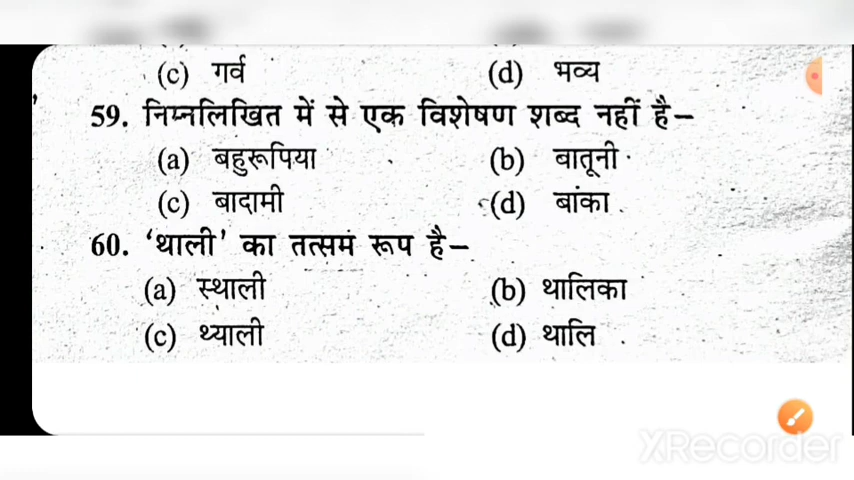 (c) गर्व (d) भव्य
59. निम्नलिखित में से एक विशेषण शब्द नहीं है–
(a) बहुरूपिया (b) बातूनी
(c) बादामी (d) बांका
60. ‘थाली’ का तत्सम रूप है–
(a) स्थाली (b) थालिका
(c) थ्याली (d) थालि
XRecorder